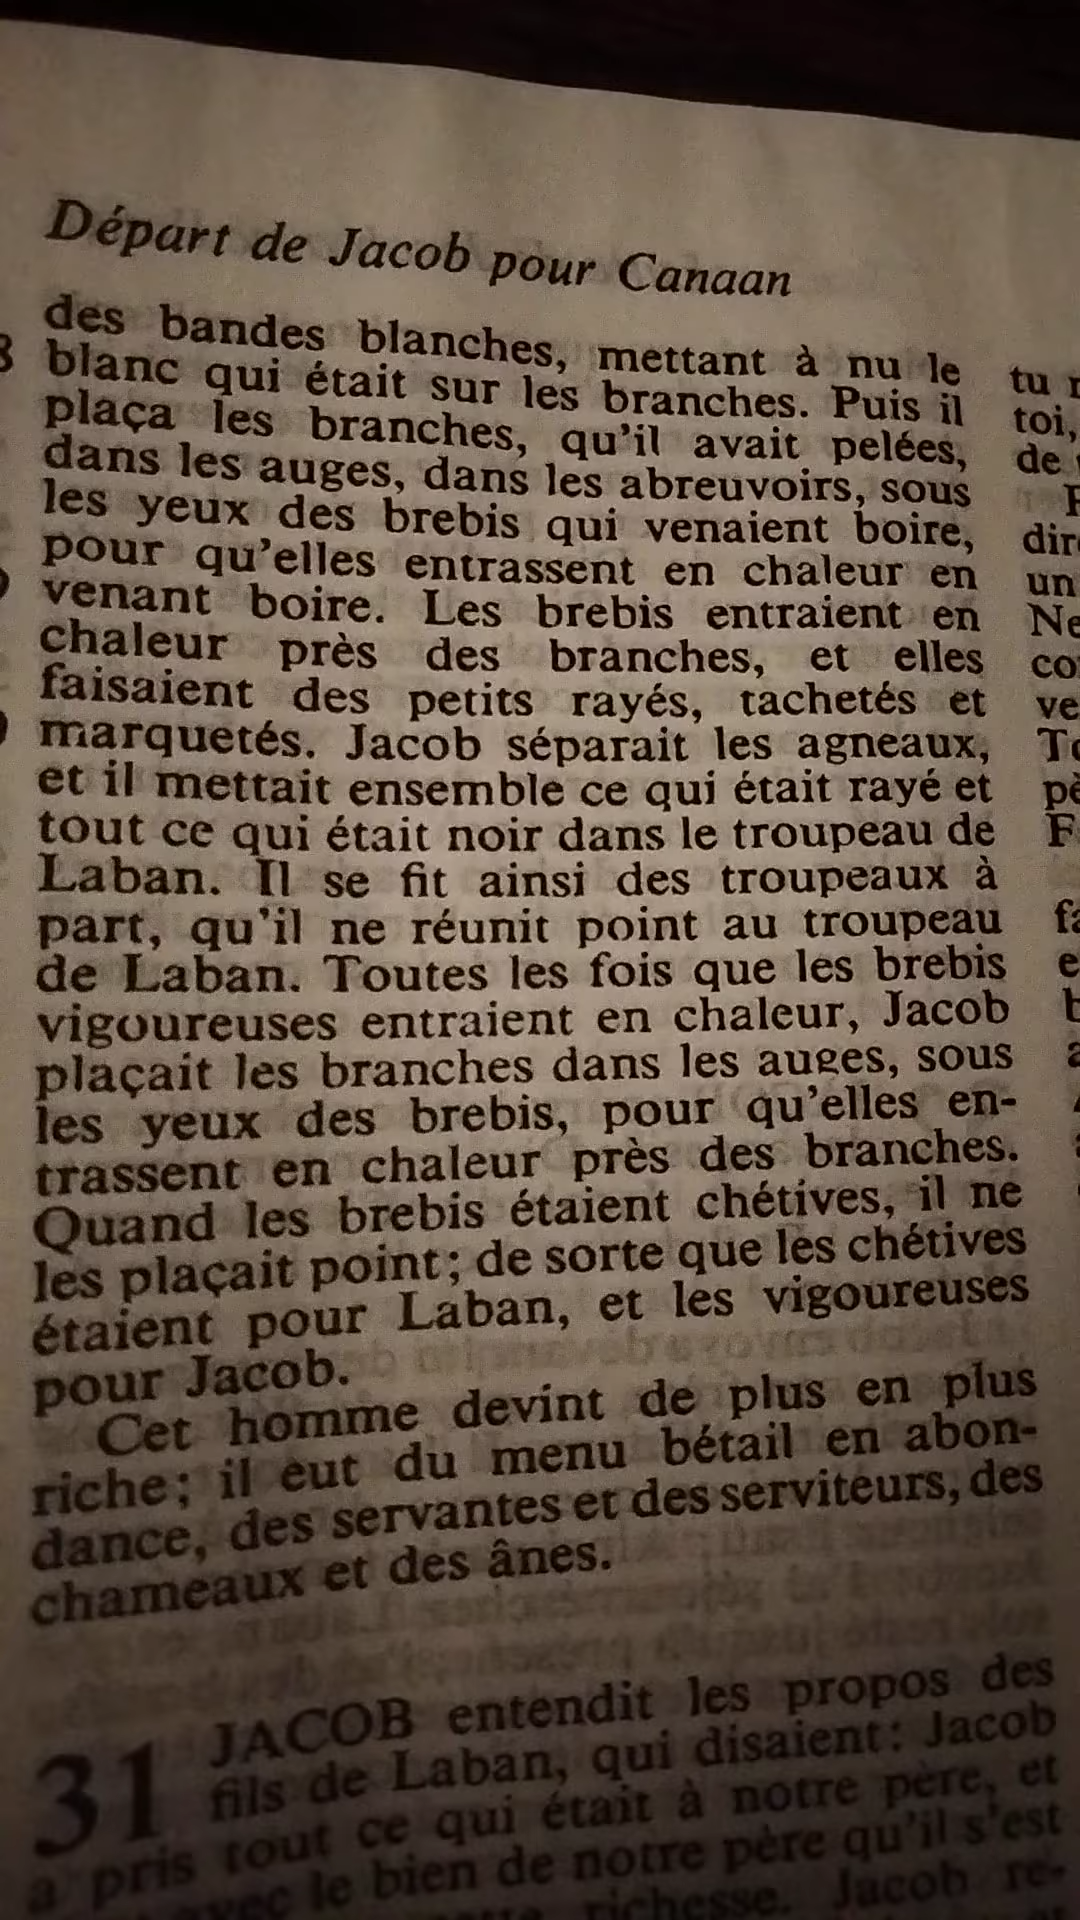 Départ de Jacob pour Canaan
des bandes blanches, mettant à nu le
blanc qui était sur les branches. Puis il
plaça les branches, qu'il avait pelées,
dans les auges, dans les abreuvoirs, sous
les yeux des brebis qui venaient boire,
pour qu'elles entrassent en chaleur en
venant boire. Les brebis entraient en
chaleur près des branches, et elles
faisaient des petits rayés, tachetés et
marquetés. Jacob séparait les agneaux,
et il mettait ensemble ce qui était rayé et
tout ce qui était noir dans le troupeau de
Laban. Il se fit ainsi des troupeaux à
part, qu'il ne réunit point au troupeau
de Laban. Toutes les fois que les brebis
vigoureuses entraient en chaleur, Jacob
plaçait les branches dans les auges, sous
les yeux des brebis, pour qu'elles en-
trassent en chaleur près des branches.
Quand les brebis étaient chétives, il ne
les plaçait point; de sorte que les chétives
étaient pour Laban, et les vigoureuses
pour Jacob.
Cet homme devint de plus en plus
riche; il eut du menu bétail en abon-
dance, des servantes et des serviteurs, des
chameaux et des ânes.
31 JACOB entendit les propos des
fils de Laban, qui disaient: Jacob
a pris tout ce qui était à notre père, et
avec le bien de notre père qu'il s'est
richesse. Jacob re-
tu
toi,
de
un